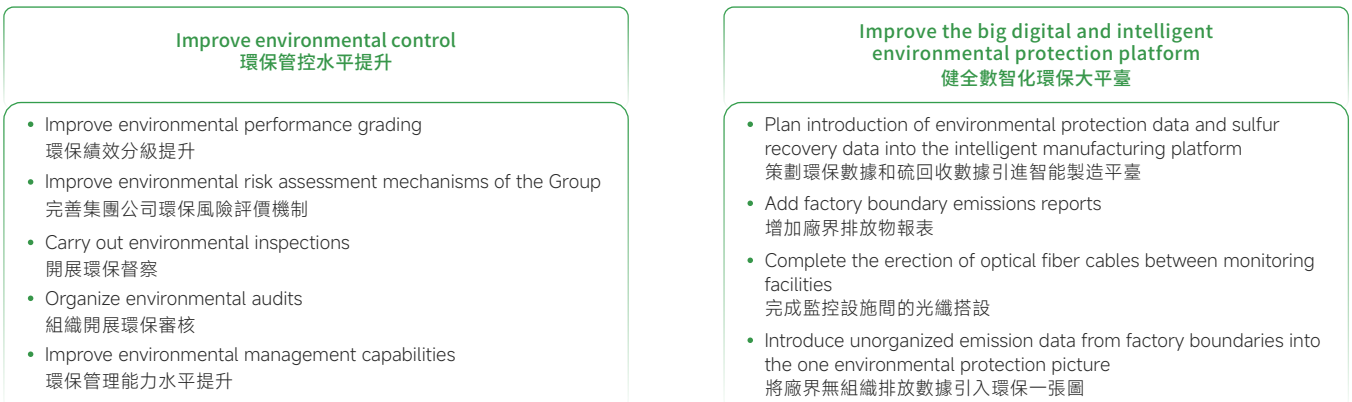 Improve environmental control
環保管控水平提升
• Improve environmental performance grading
環保績效分級提升
• Improve environmental risk assessment mechanisms of the Group
完善集團公司環保風險評價機制
• Carry out environmental inspections
開展環保督察
• Organize environmental audits
組織開展環保審核
• Improve environmental management capabilities
環保管理能力水平提升
Improve the big digital and intelligent
environmental protection platform
健全數智化環保大平臺
• Plan introduction of environmental protection data and sulfur
recovery data into the intelligent manufacturing platform
策劃環保數據和硫回收數據引進智能製造平臺
• Add factory boundary emissions reports
增加廠界排放物報表
• Complete the erection of optical fiber cables between monitoring
facilities
完成監控設施間的光纖搭設
• Introduce unorganized emission data from factory boundaries into
the one environmental protection picture
將廠界無組織排放數據引入環保一張圖